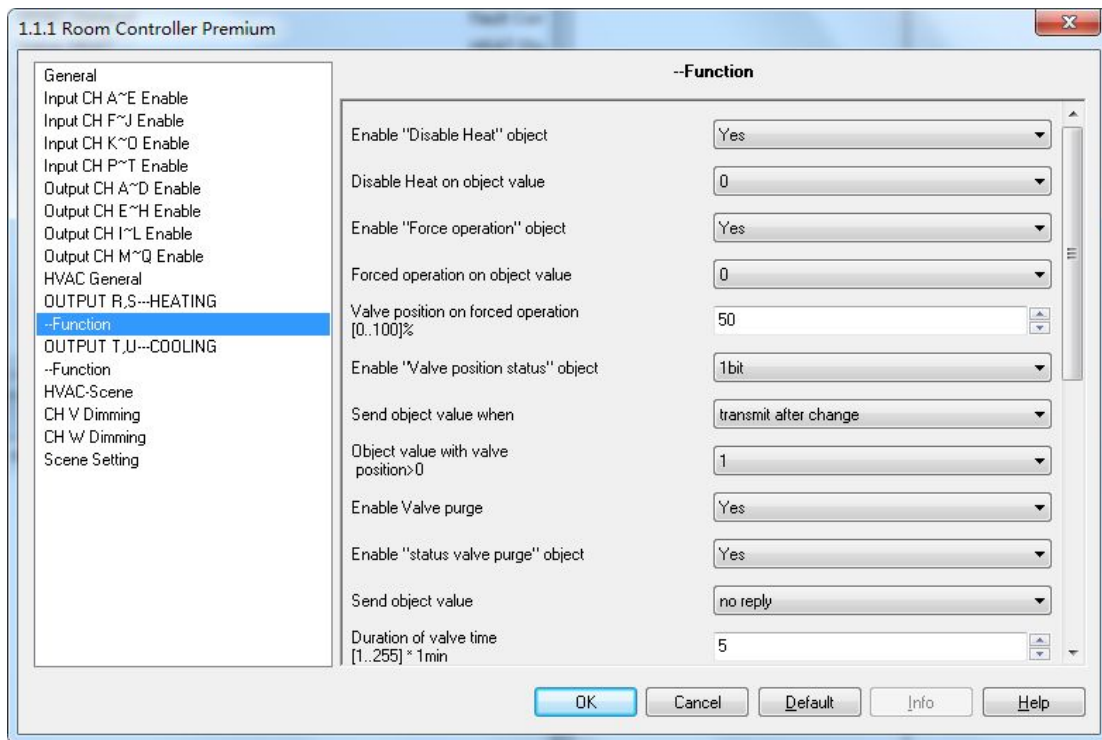 1.1.1 Room Controller Premium
General
Input CH A~E Enable
Input CH F~J Enable
Input CH K~O Enable
Input CH P~T Enable
Output CH A~D Enable
Output CH E~H Enable
Output CH I~L Enable
Output CH M~Q Enable
HVAC General
OUTPUT R,S---HEATING
--Function
OUTPUT T,U---COOLING
--Function
HVAC-Scene
CH V Dimming
CH W Dimming
Scene Setting
--Function
Enable "Disable Heat" object Yes
Disable Heat on object value 0
Enable "Force operation" object Yes
Forced operation on object value 0
Valve position on forced operation
[0..100]% 50
Enable "Valve position status" object 1bit
Send object value when transmit after change
Object value with valve
position>0 1
Enable Valve purge Yes
Enable "status valve purge" object Yes
Send object value no reply
Duration of valve time
[1..255] * 1min 5
OK Cancel Default Info Help